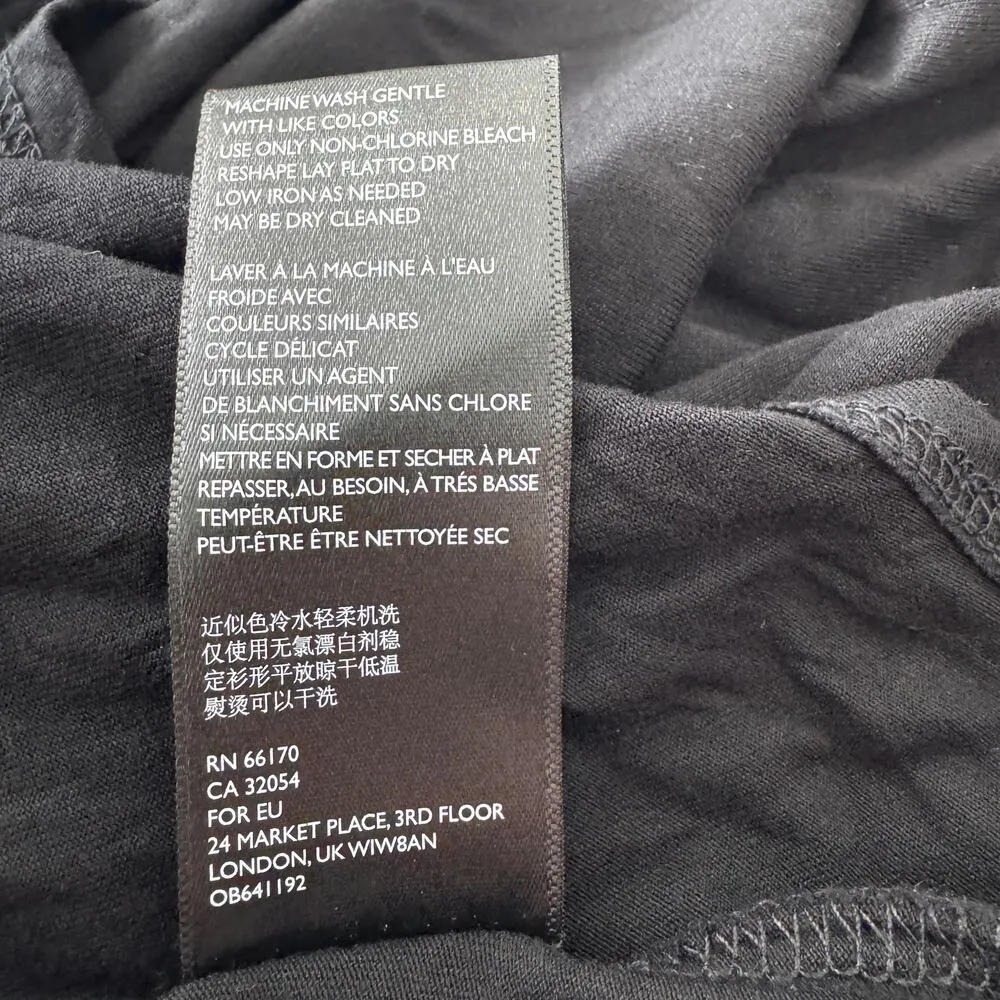 MACHINE WASH GENTLE
WITH LIKE COLORS
USE ONLY NON-CHLORINE BLEACH
RESHAPE LAY FLAT TO DRY
LOW IRON AS NEEDED
MAY BE DRY CLEANED
LAVER À LA MACHINE À L'EAU
FROIDE AVEC
COULEURS SIMILAIRES
CYCLE DÉLICAT
UTILISER UN AGENT
DE BLANCHIMENT SANS CHLORE
SI NÉCESSAIRE
METTRE EN FORME ET SECHER À PLAT
REPASSER, AU BESOIN, À TRÉS BASSE
TEMPÉRATURE
PEUT-ÊTRE ÊTRE NETTOYÉE SEC
近似色冷水轻柔机洗
仅使用无氯漂白剂稳
定衫形平放晾干低温
熨烫可以干洗
RN 66170
CA 32054
FOR EU
24 MARKET PLACE, 3RD FLOOR
LONDON, UK WIW8AN
OB641192